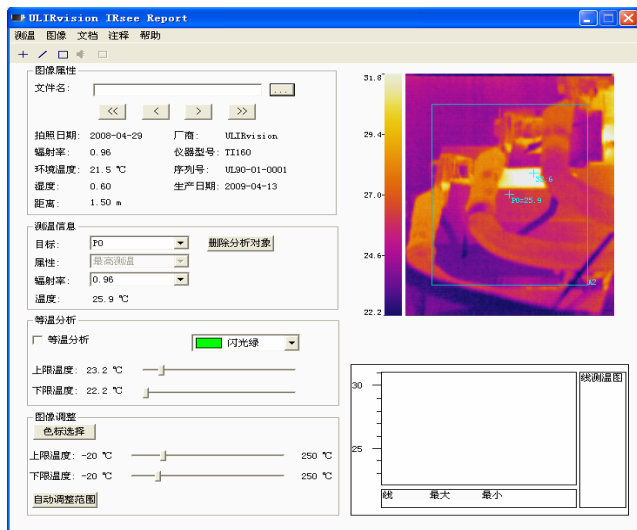 ULIRvision IRsee Report
测温 图像 文档 注释 帮助
图像属性
文件名: ...
<< < > >>
拍照日期: 2008-04-29 厂商: ULIRvision
辐射率: 0.96 仪器型号: TI160
环境温度: 21.5 ℃ 序列号: UL90-01-0001
湿度: 0.60 生产日期: 2009-04-13
距离: 1.50 m
测温信息
目标: P0 删除分析对象
属性: 最高测温
辐射率: 0.96
温度: 25.9 ℃
等温分析
等温分析 闪光绿
上限温度: 23.2 ℃
下限温度: 22.2 ℃
图像调整
色标选择
上限温度: -20 ℃ 250 ℃
下限温度: -20 ℃ 250 ℃
自动调整范围
31.8
29.4
27.0
24.6
22.2
P0=25.9
A2
30
25
线测温图
线 最大 最小